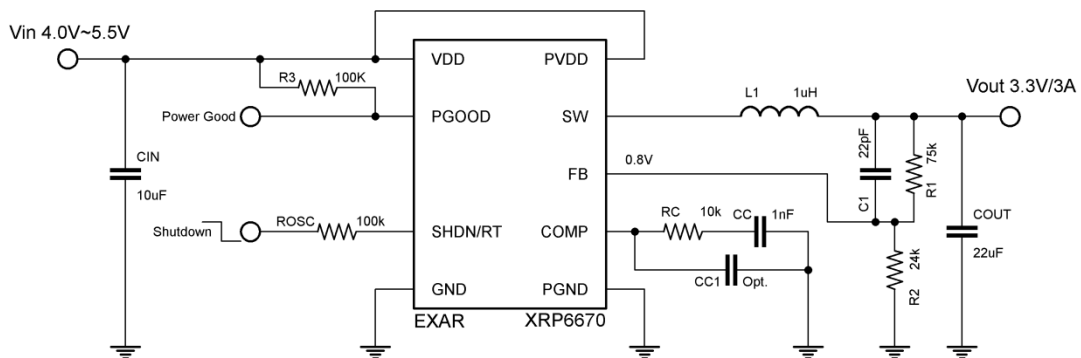 Vin 4.0V~5.5V
R3 100K
Power Good
CIN
10uF
Shutdown
ROSC 100k
VDD PVDD
PGOOD SW
FB
SHDN/RT COMP
GND PGND
EXAR XRP6670
L1 1uH
Vout 3.3V/3A
0.8V
22pF
C1
75k
R1
RC 10k CC 1nF
CC1 Opt.
24k
R2
COUT
22uF